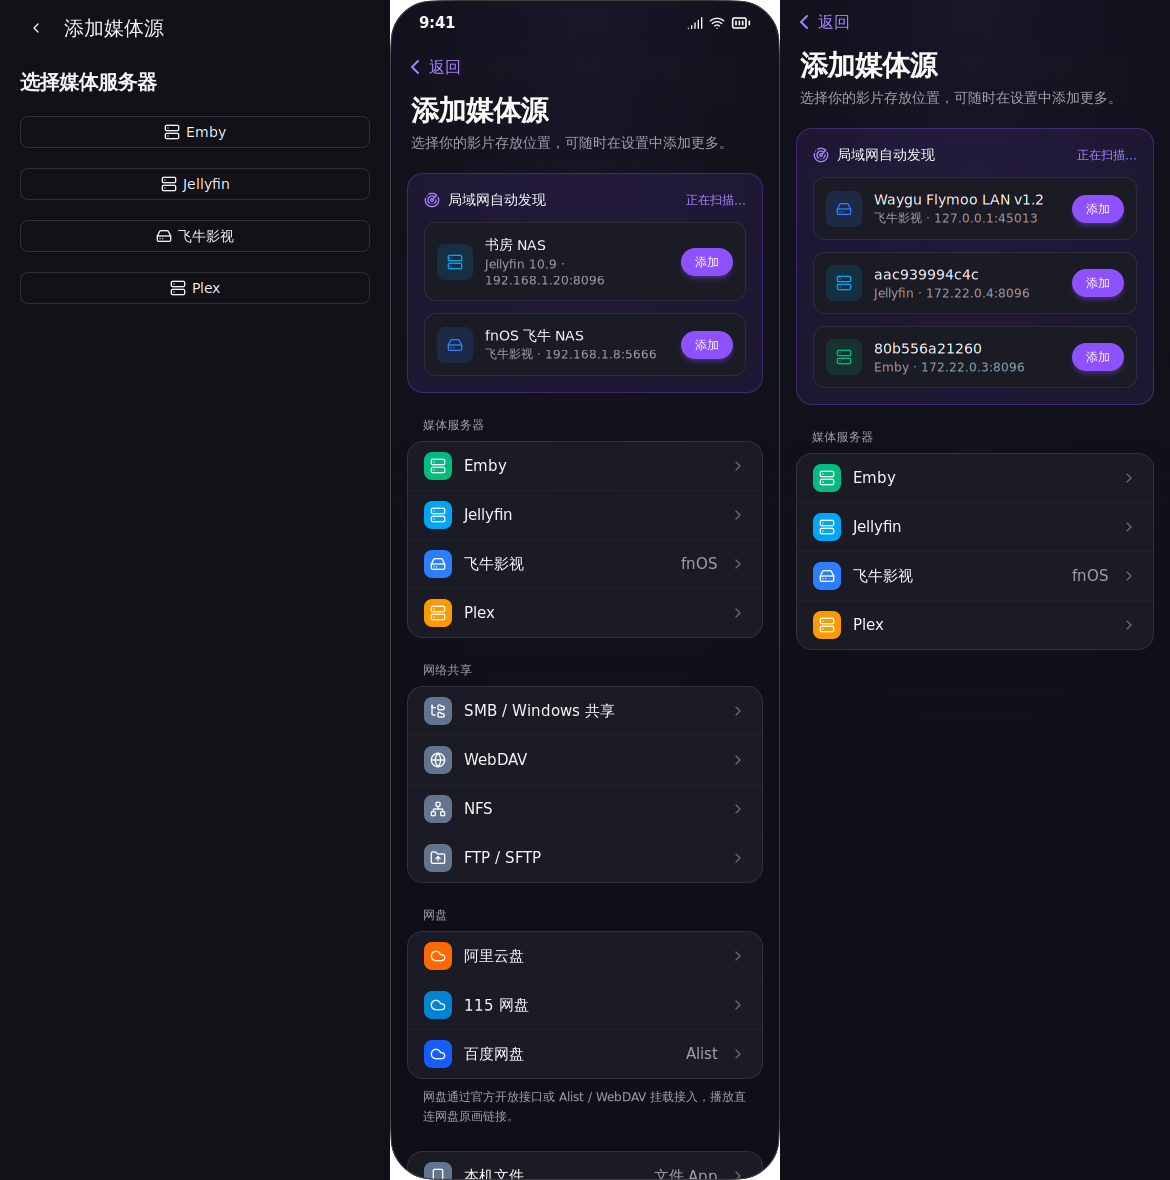 添加媒体源
选择媒体服务器
Emby
Jellyfin
飞牛影视
Plex
9:41
返回
添加媒体源
选择你的影片存放位置，可随时在设置中添加更多。
局域网自动发现 正在扫描...
书房 NAS
Jellyfin 10.9 ·
192.168.1.20:8096
添加
fnOS 飞牛 NAS
飞牛影视 · 192.168.1.8:5666
添加
媒体服务器
Emby
Jellyfin
飞牛影视 fnOS
Plex
网络共享
SMB / Windows 共享
WebDAV
NFS
FTP / SFTP
网盘
阿里云盘
115 网盘
百度网盘 Alist
网盘通过官方开放接口或 Alist / WebDAV 挂载接入，播放直
连网盘原画链接。
本机文件 文件 App
返回
添加媒体源
选择你的影片存放位置，可随时在设置中添加更多。
局域网自动发现 正在扫描...
Waygu Flymoo LAN v1.2
飞牛影视 · 127.0.0.1:45013
添加
aac939994c4c
Jellyfin · 172.22.0.4:8096
添加
80b556a21260
Emby · 172.22.0.3:8096
添加
媒体服务器
Emby
Jellyfin
飞牛影视 fnOS
Plex